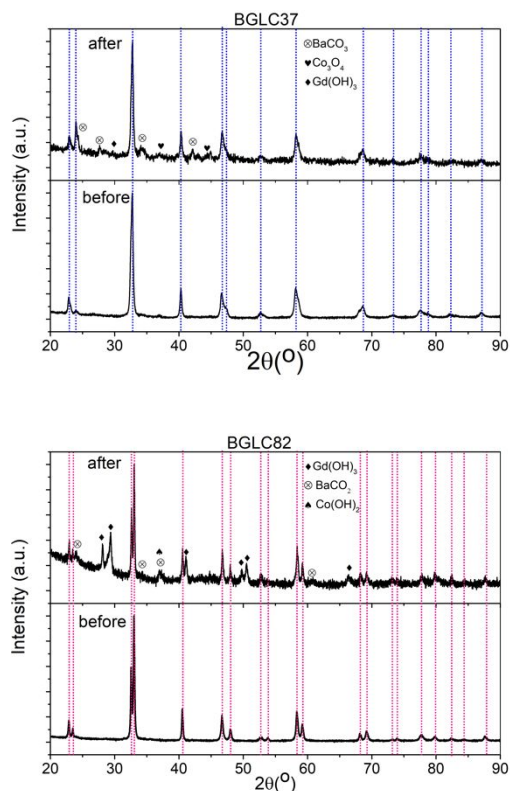 BGLC37
after
⊗BaCO₃
♥Co₃O₄
♦Gd(OH)₃
⊗
⊗
♦
⊗
♥
⊗
♥
before
Intensity (a.u.)
20 30 40 50 60 70 80 90
2θ(º)
BGLC82
after
♦Gd(OH)₃
⊗BaCO₂
♠Co(OH)₂
⊗
♦
♦
⊗
♠
⊗
♦
♦
♦
⊗
♦
before
Intensity (a.u.)
20 30 40 50 60 70 80 90
2θ(º)